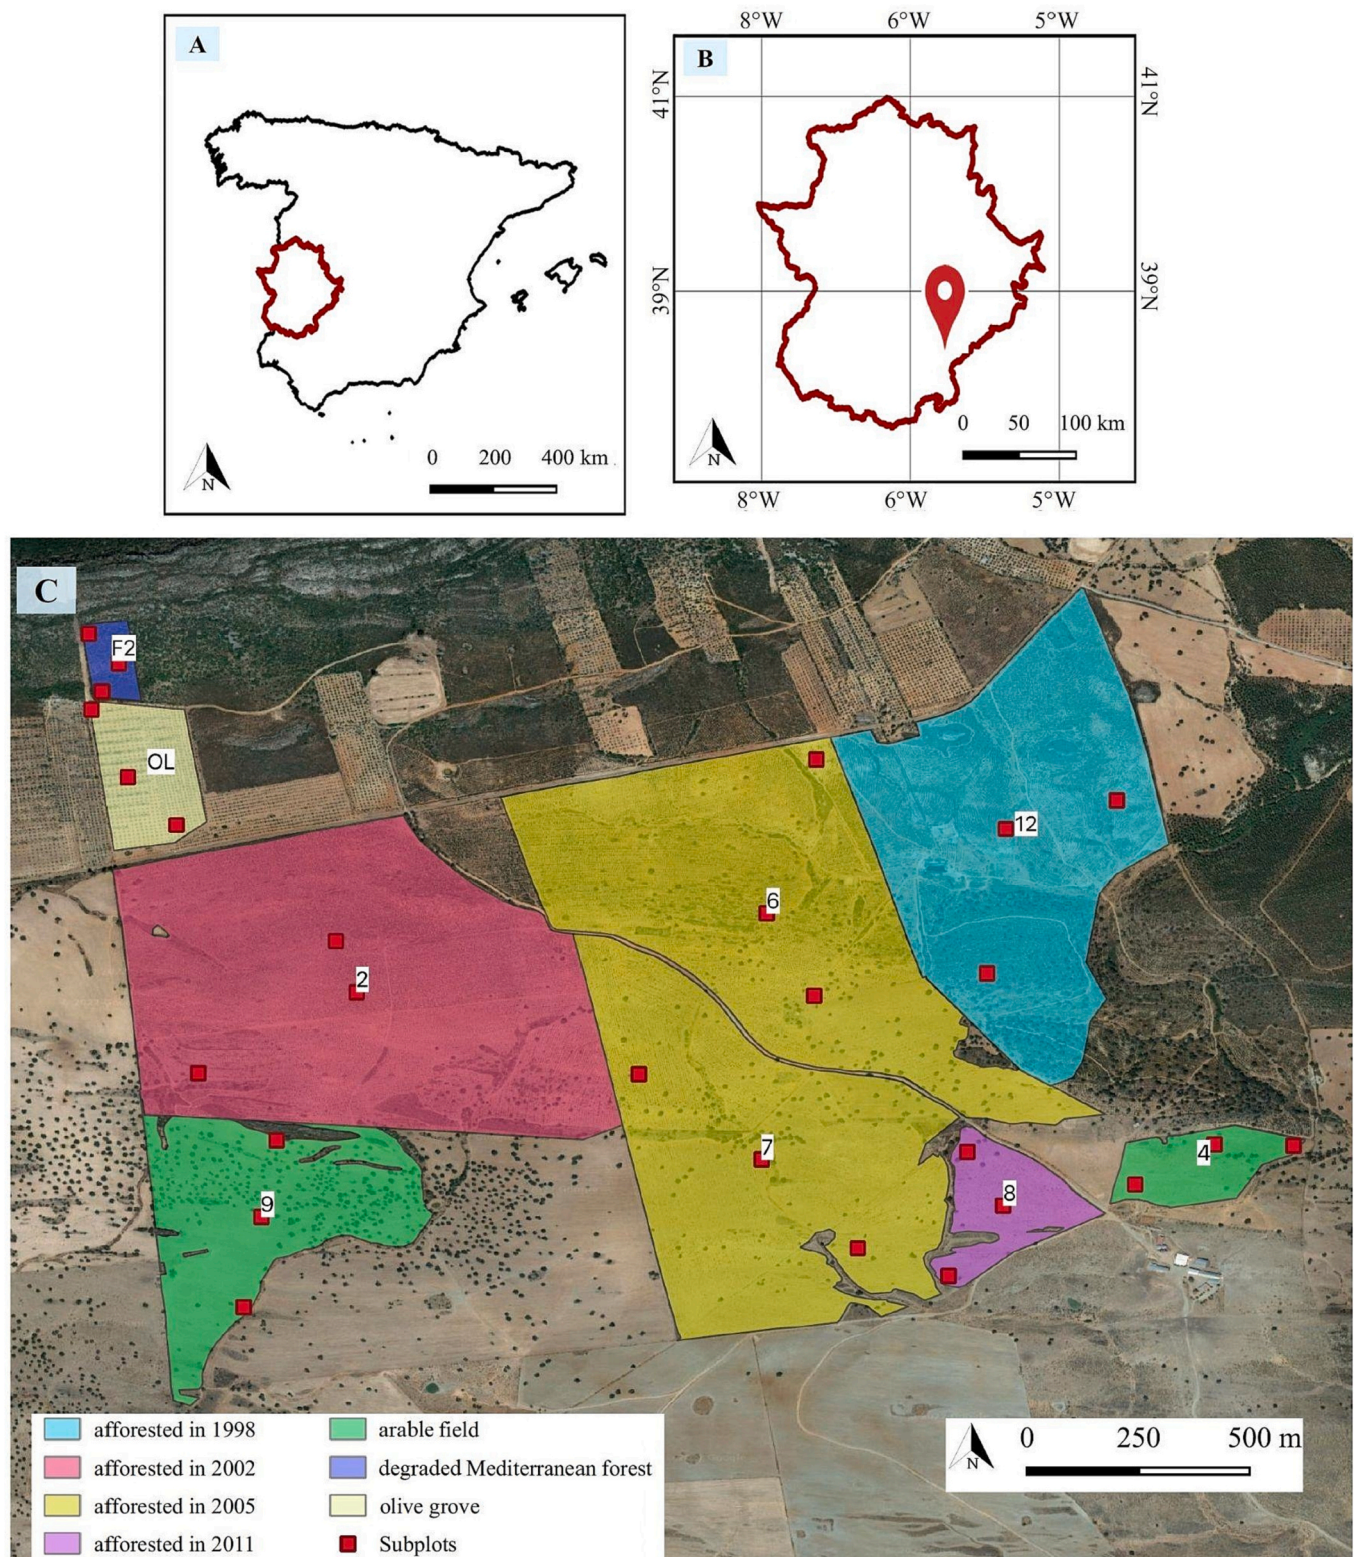 A
N
0 200 400 km
B
8°W 6°W 5°W
41°N 41°N
39°N 39°N
0 50 100 km
N
8°W 6°W 5°W
C
F2
OL
12
6
2
7
4
8
9
afforested in 1998
afforested in 2002
afforested in 2005
afforested in 2011
arable field
degraded Mediterranean forest
olive grove
Subplots
N
0 250 500 m